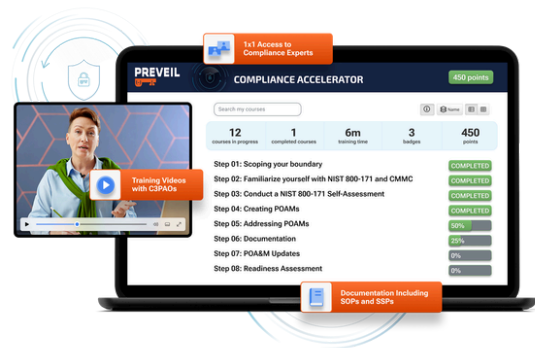 1x1 Access to
Compliance Experts
PREVEIL
COMPLIANCE ACCELERATOR
450 points
Search my courses
Name
12
courses in progress
1
completed courses
6m
training time
3
badges
450
points
Step 01: Scoping your boundary
COMPLETED
Step 02: Familiarize yourself with NIST 800-171 and CMMC
COMPLETED
Step 03: Conduct a NIST 800-171 Self-Assessment
COMPLETED
Step 04: Creating POAMs
COMPLETED
Step 05: Addressing POAMs
50%
Step 06: Documentation
25%
Step 07: POA&M Updates
0%
Step 08: Readiness Assessment
0%
Training Videos
with C3PAOs
Documentation Including
SOPs and SSPs